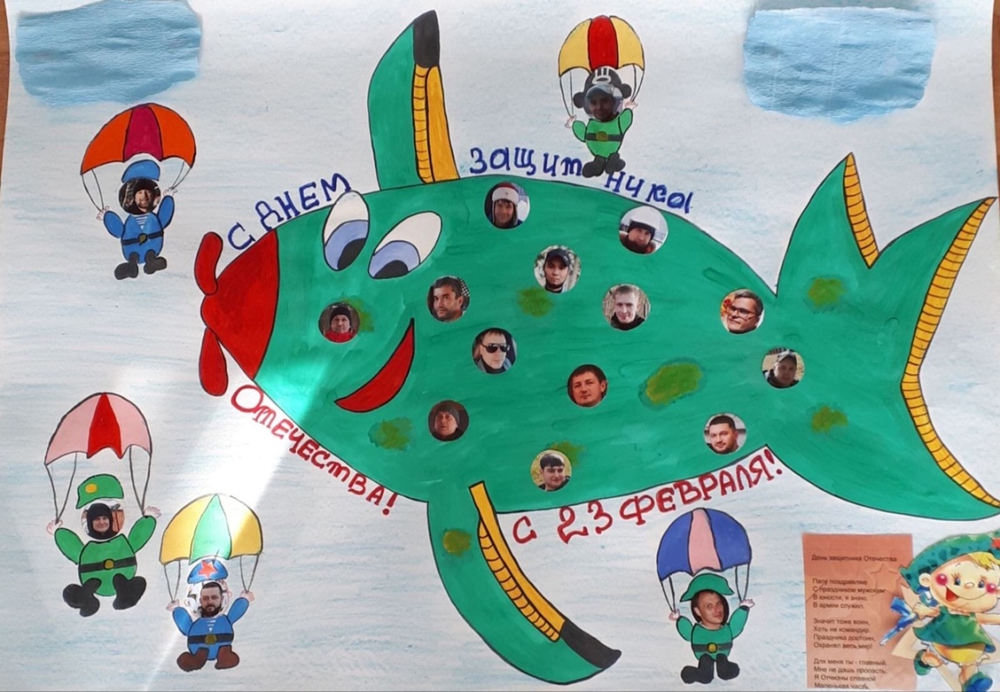 С ДНЕМ
ЗАЩИТНИКА
ОТЕЧЕСТВА!
С 23 ФЕВРАЛЯ!
День защитника Отечества
Папу поздравляю
С праздником мужским:
В юности, я знаю,
В армии служил.
Значит тоже воин,
Хоть не командир.
Праздника достоин,
Охранял весь мир!
Для меня ты - главный.
Мне не дашь пропасть:
Я Отчизны славной
Маленькая часть.